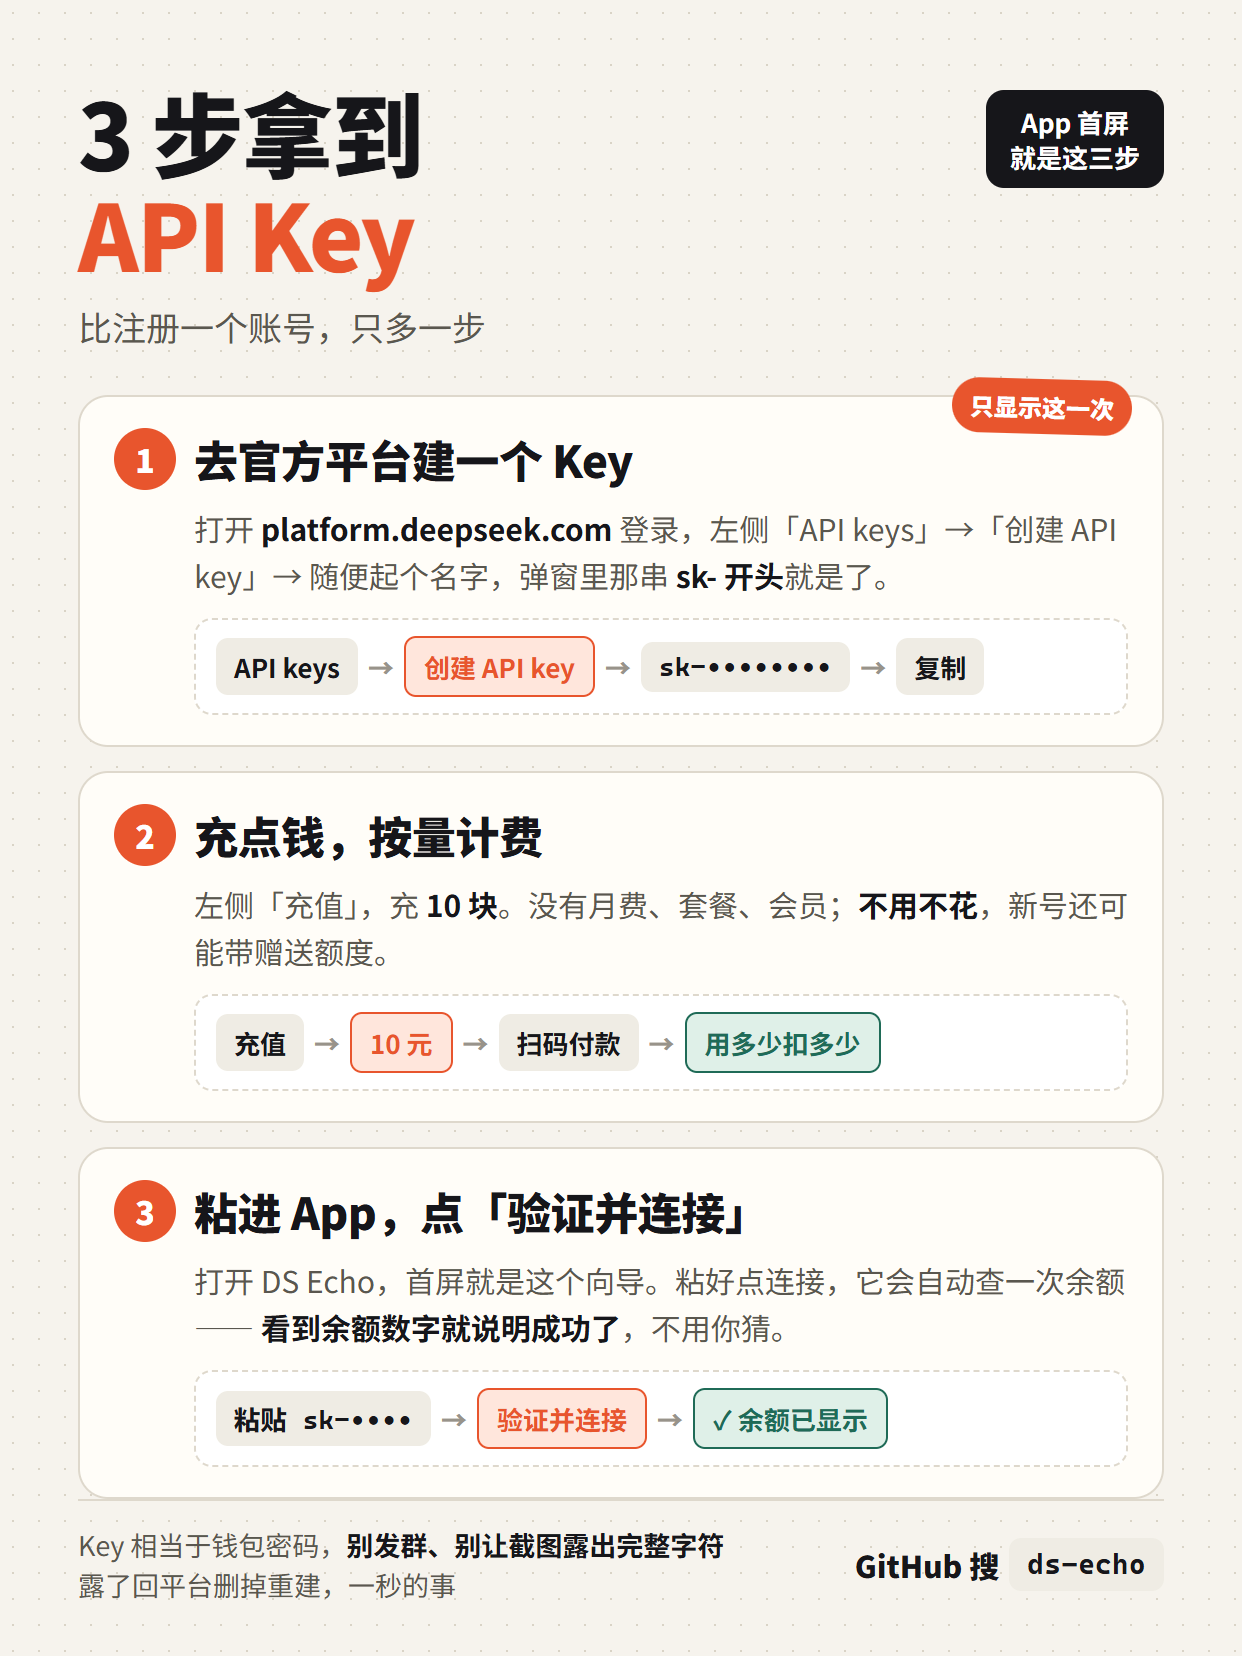 3 步拿到
API Key
App 首屏
就是这三步
比注册一个账号，只多一步
只显示这一次
1 去官方平台建一个 Key
打开 platform.deepseek.com 登录，左侧「API keys」→「创建 API
key」→ 随便起个名字，弹窗里那串 sk- 开头就是了。
API keys → 创建 API key → sk-•••••••• → 复制
2 充点钱，按量计费
左侧「充值」，充 10 块。没有月费、套餐、会员；不用不花，新号还可
能带赠送额度。
充值 → 10 元 → 扫码付款 → 用多少扣多少
3 粘进 App，点「验证并连接」
打开 DS Echo，首屏就是这个向导。粘好点连接，它会自动查一次余额
—— 看到余额数字就说明成功了，不用你猜。
粘贴 sk-•••• → 验证并连接 → ✓ 余额已显示
Key 相当于钱包密码，别发群、别让截图露出完整字符
露了回平台删掉重建，一秒的事
GitHub 搜 ds-echo